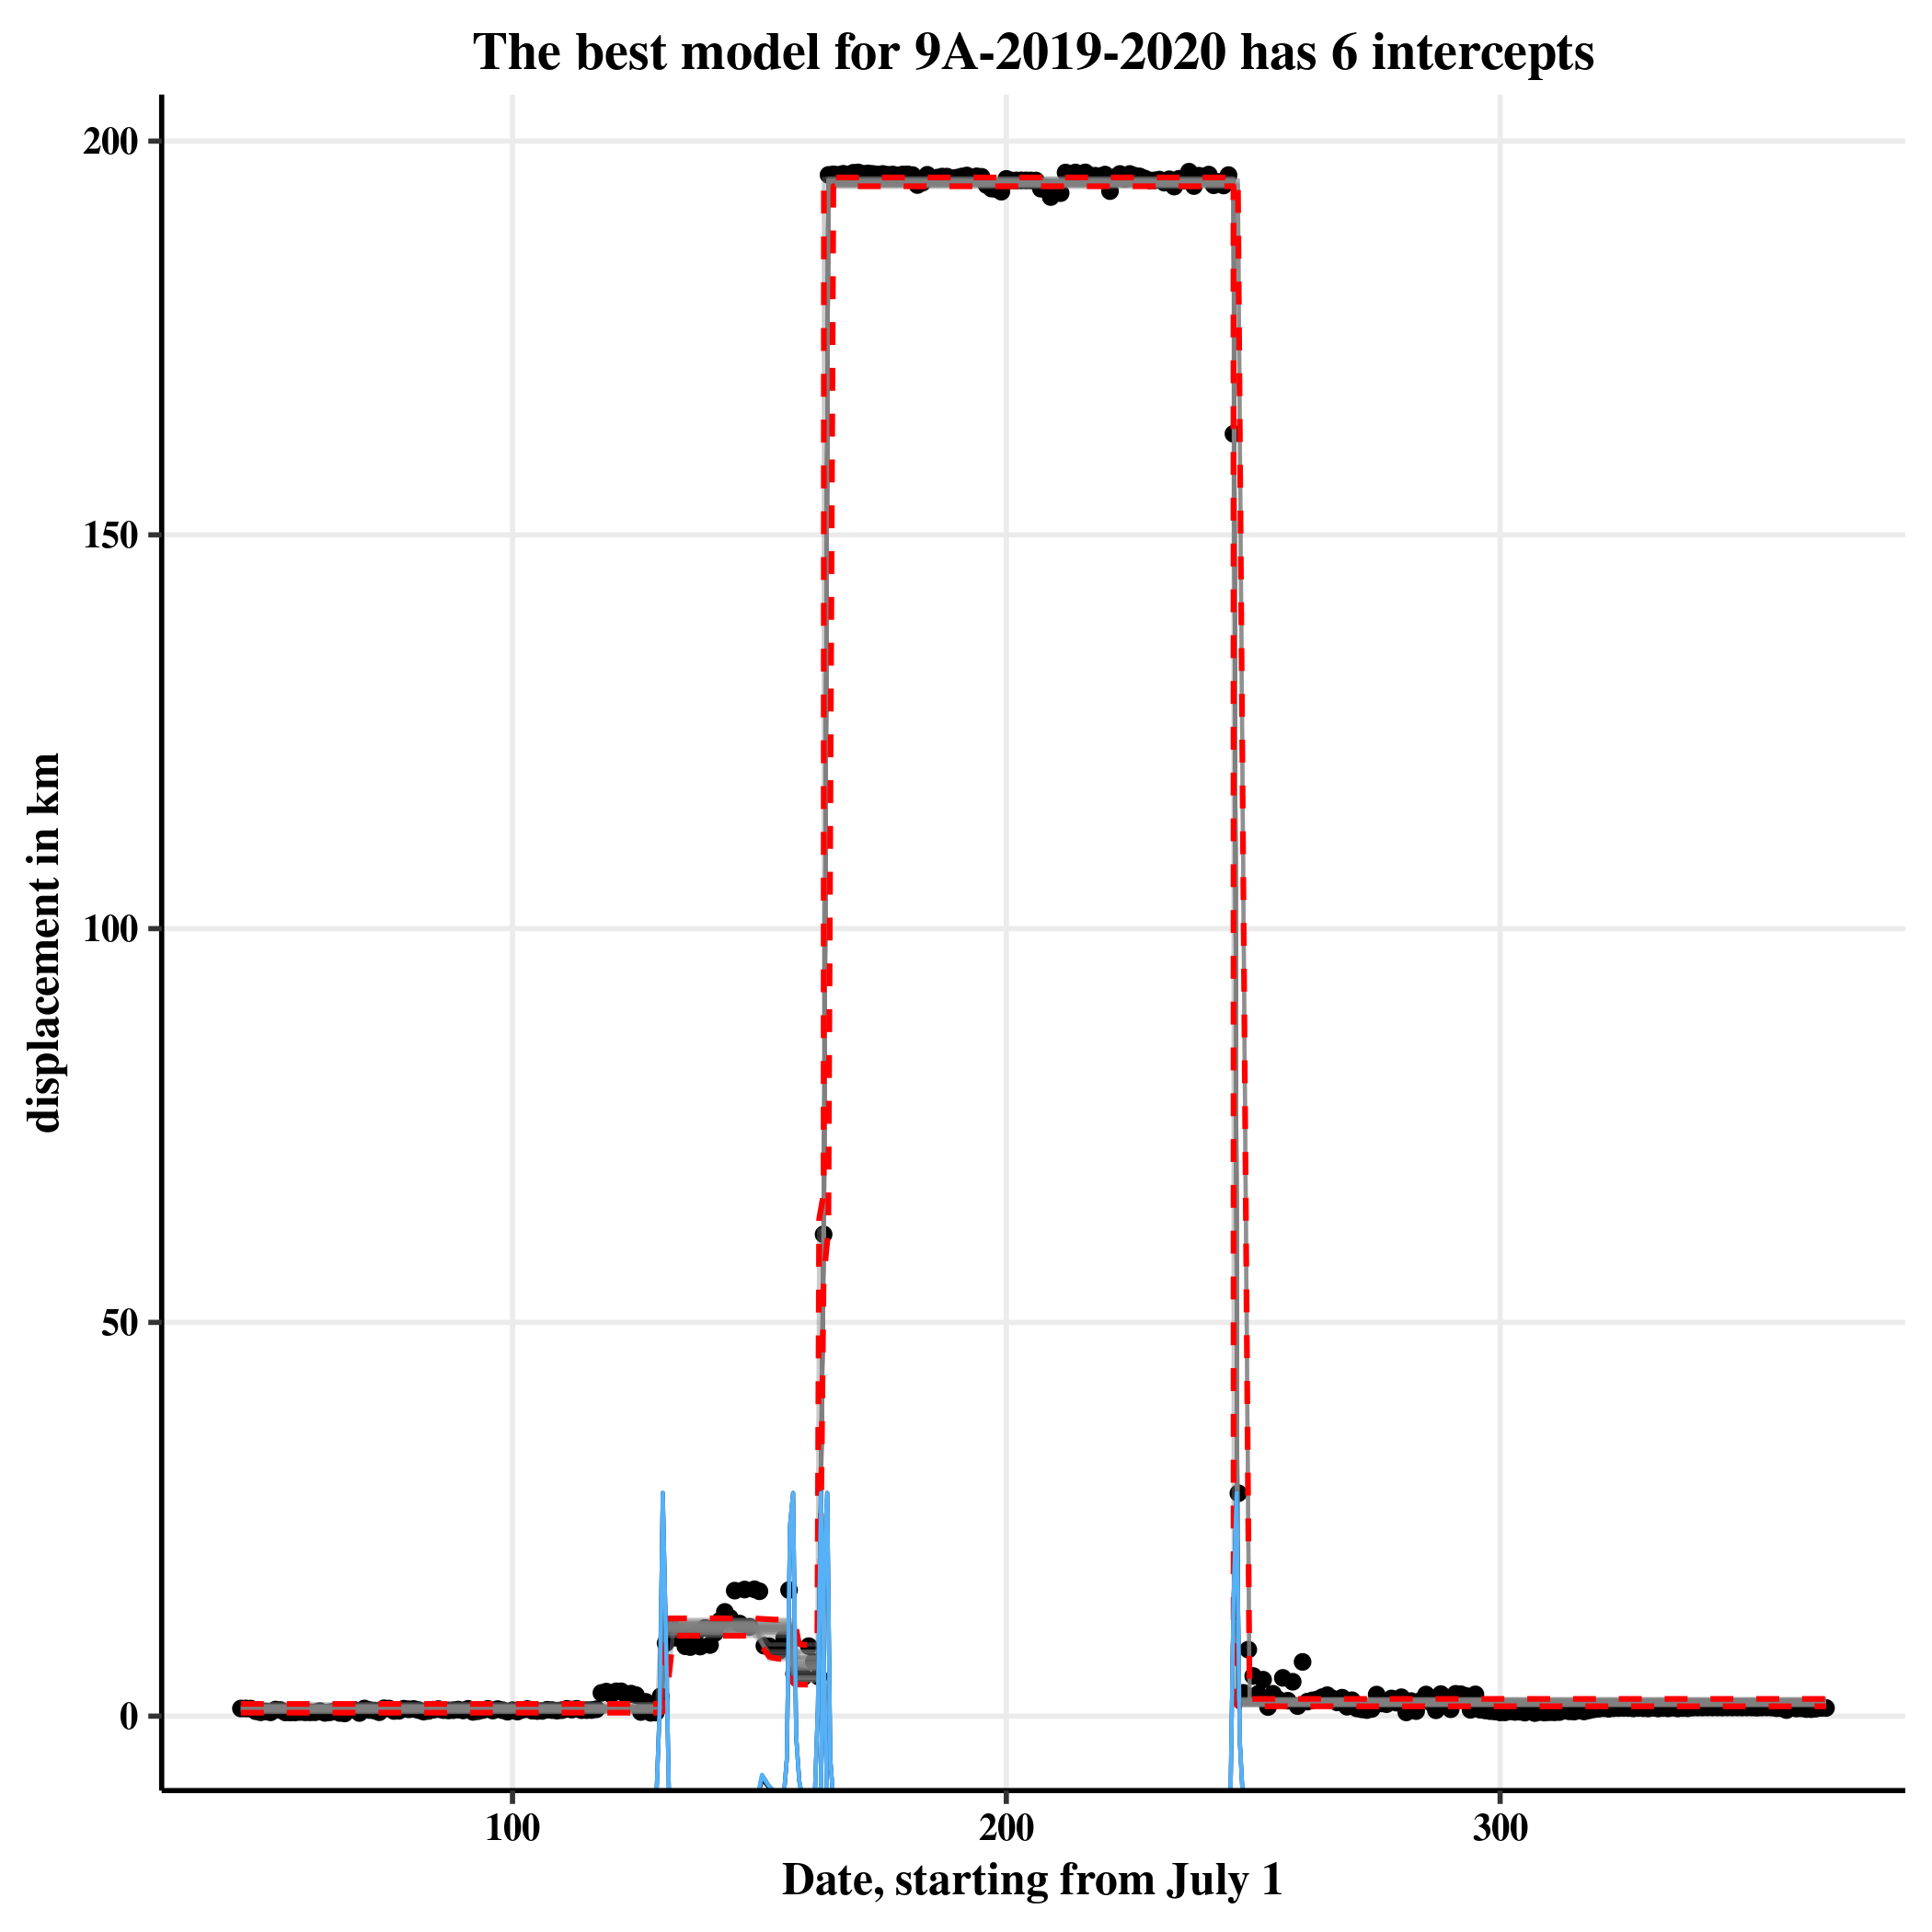 The best model for 9A-2019-2020 has 6 intercepts
200
150
100
50
0
displacement in km
100
200
300
Date, starting from July 1